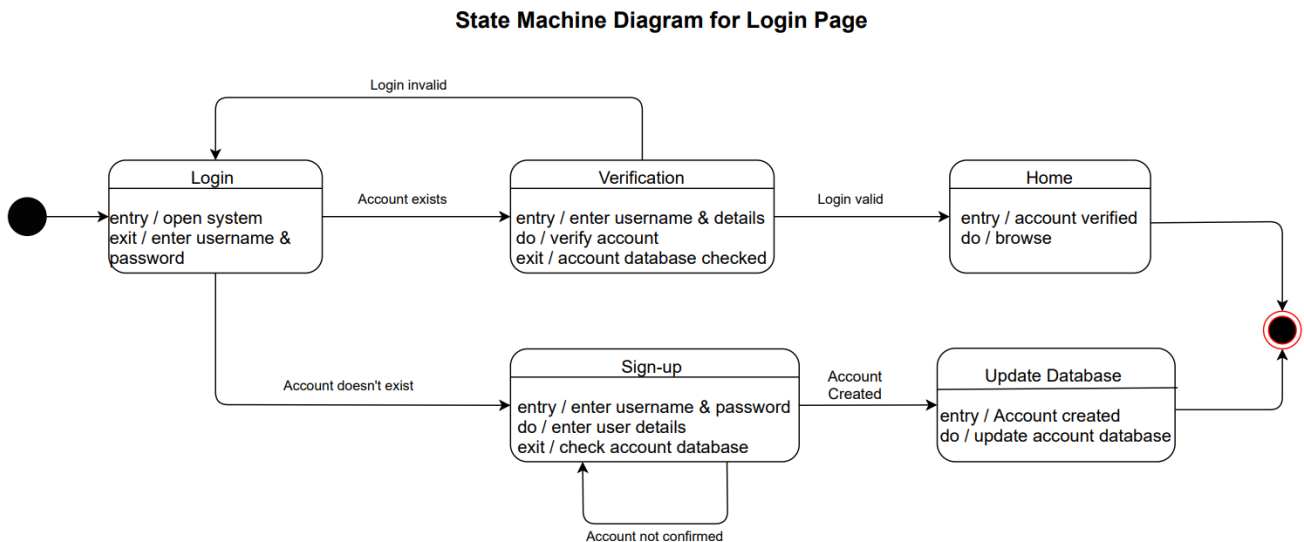 State Machine Diagram for Login Page
Login invalid
Login
entry / open system
exit / enter username &
password
Account exists
Verification
entry / enter username & details
do / verify account
exit / account database checked
Login valid
Home
entry / account verified
do / browse
Account doesn't exist
Sign-up
entry / enter username & password
do / enter user details
exit / check account database
Account
Created
Update Database
entry / Account created
do / update account database
Account not confirmed